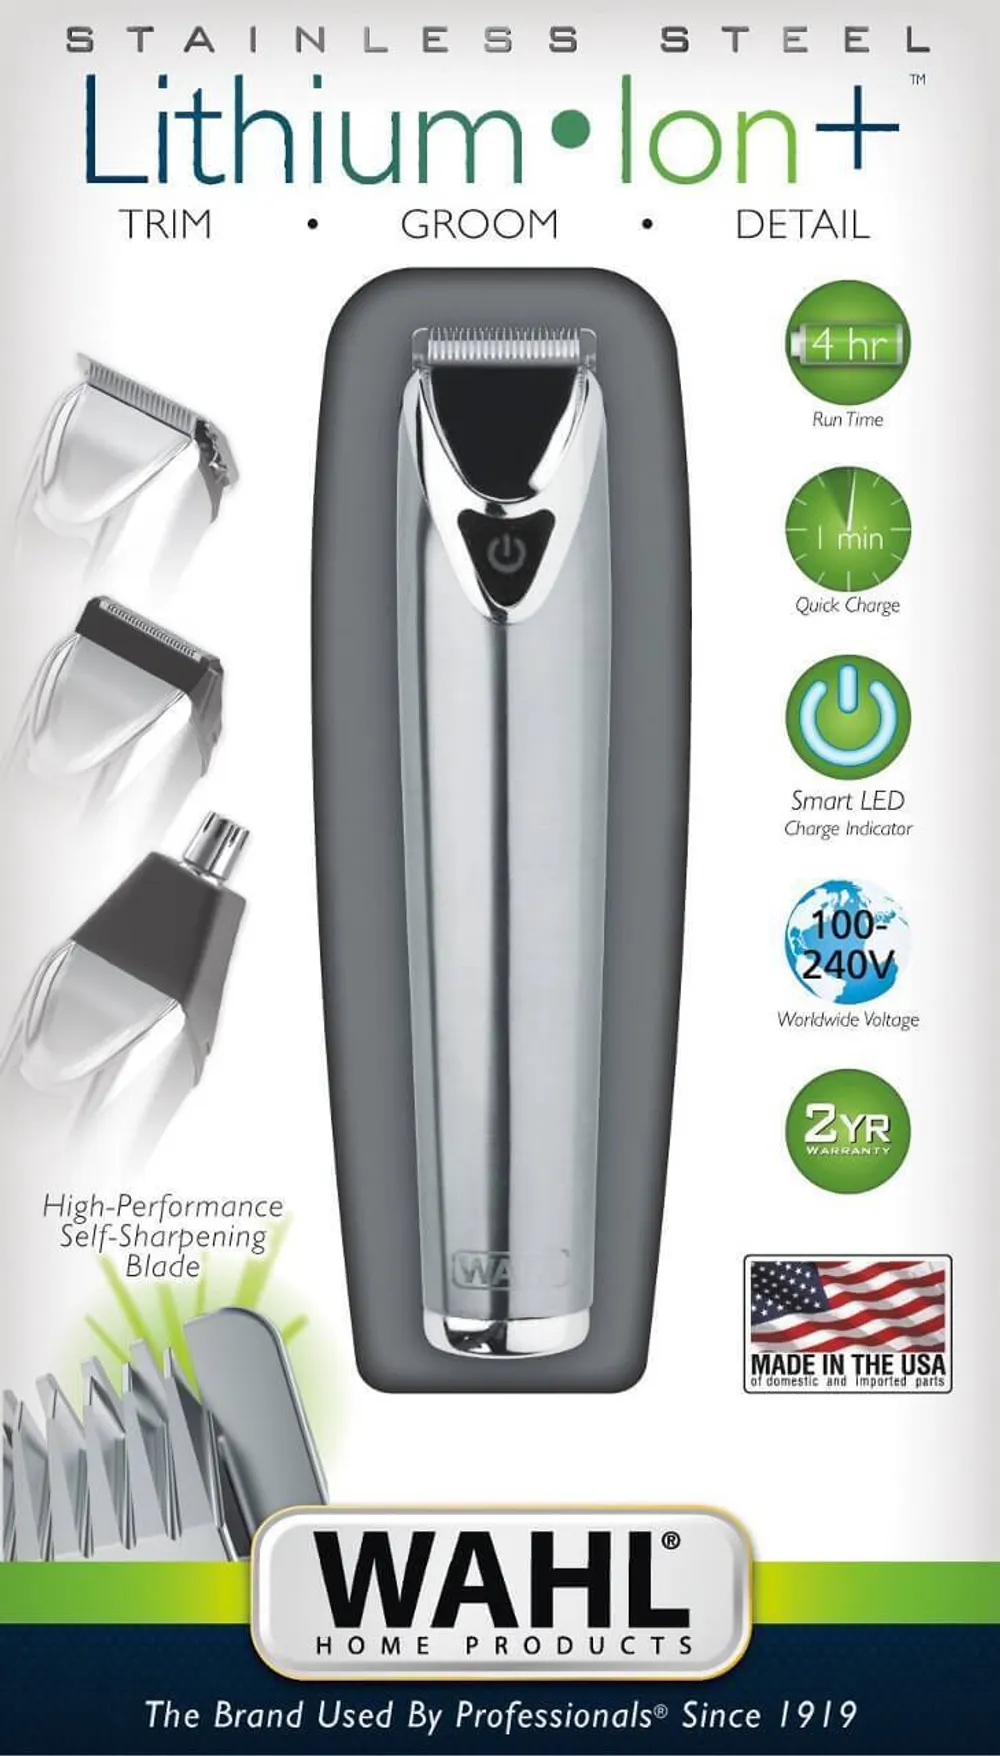 STAINLESS STEEL
Lithium•Ion+™
TRIM • GROOM • DETAIL
4 hr
Run Time
1 min
Quick Charge
Smart LED
Charge Indicator
100-
240V
Worldwide Voltage
2YR
WARRANTY
High-Performance
Self-Sharpening
Blade
WAHL
MADE IN THE USA
of domestic and imported parts
WAHL®
HOME PRODUCTS
The Brand Used By Professionals® Since 1919